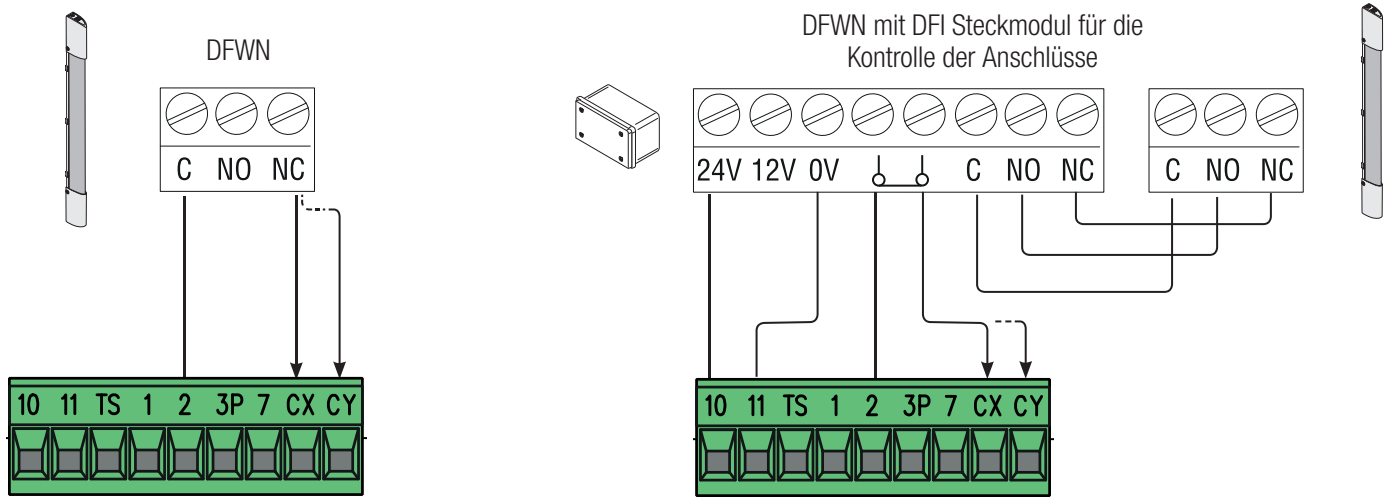 DFWN
C NO NC
10 11 TS 1 2 3P 7 CX CY
DFWN mit DFI Steckmodul für die
Kontrolle der Anschlüsse
24V 12V 0V C NO NC
C NO NC
10 11 TS 1 2 3P 7 CX CY